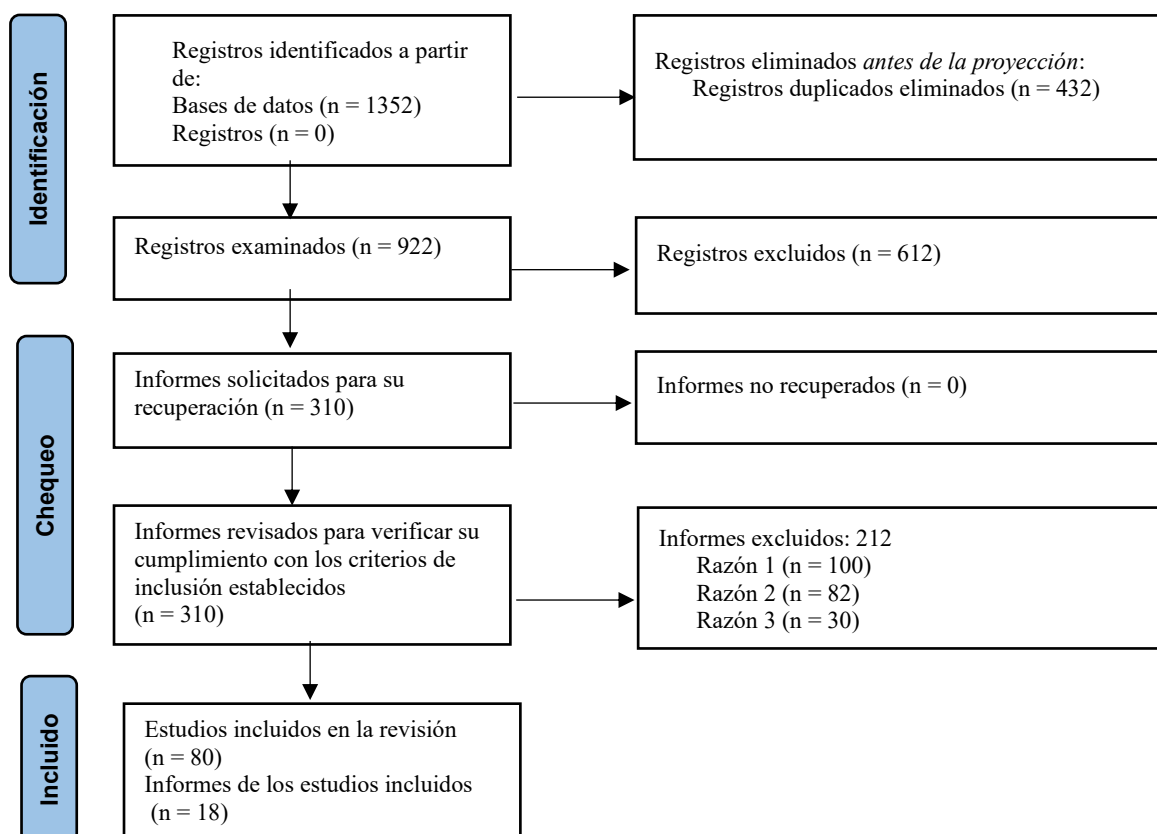 Identificación
Registros identificados a partir
de:
Bases de datos (n = 1352)
Registros (n = 0)
Registros eliminados antes de la proyección:
Registros duplicados eliminados (n = 432)
Registros examinados (n = 922)
Registros excluidos (n = 612)
Chequeo
Informes solicitados para su
recuperación (n = 310)
Informes no recuperados (n = 0)
Informes revisados para verificar su
cumplimiento con los criterios de
inclusión establecidos
(n = 310)
Informes excluidos: 212
Razón 1 (n = 100)
Razón 2 (n = 82)
Razón 3 (n = 30)
Incluido
Estudios incluidos en la revisión
(n = 80)
Informes de los estudios incluidos
(n = 18)